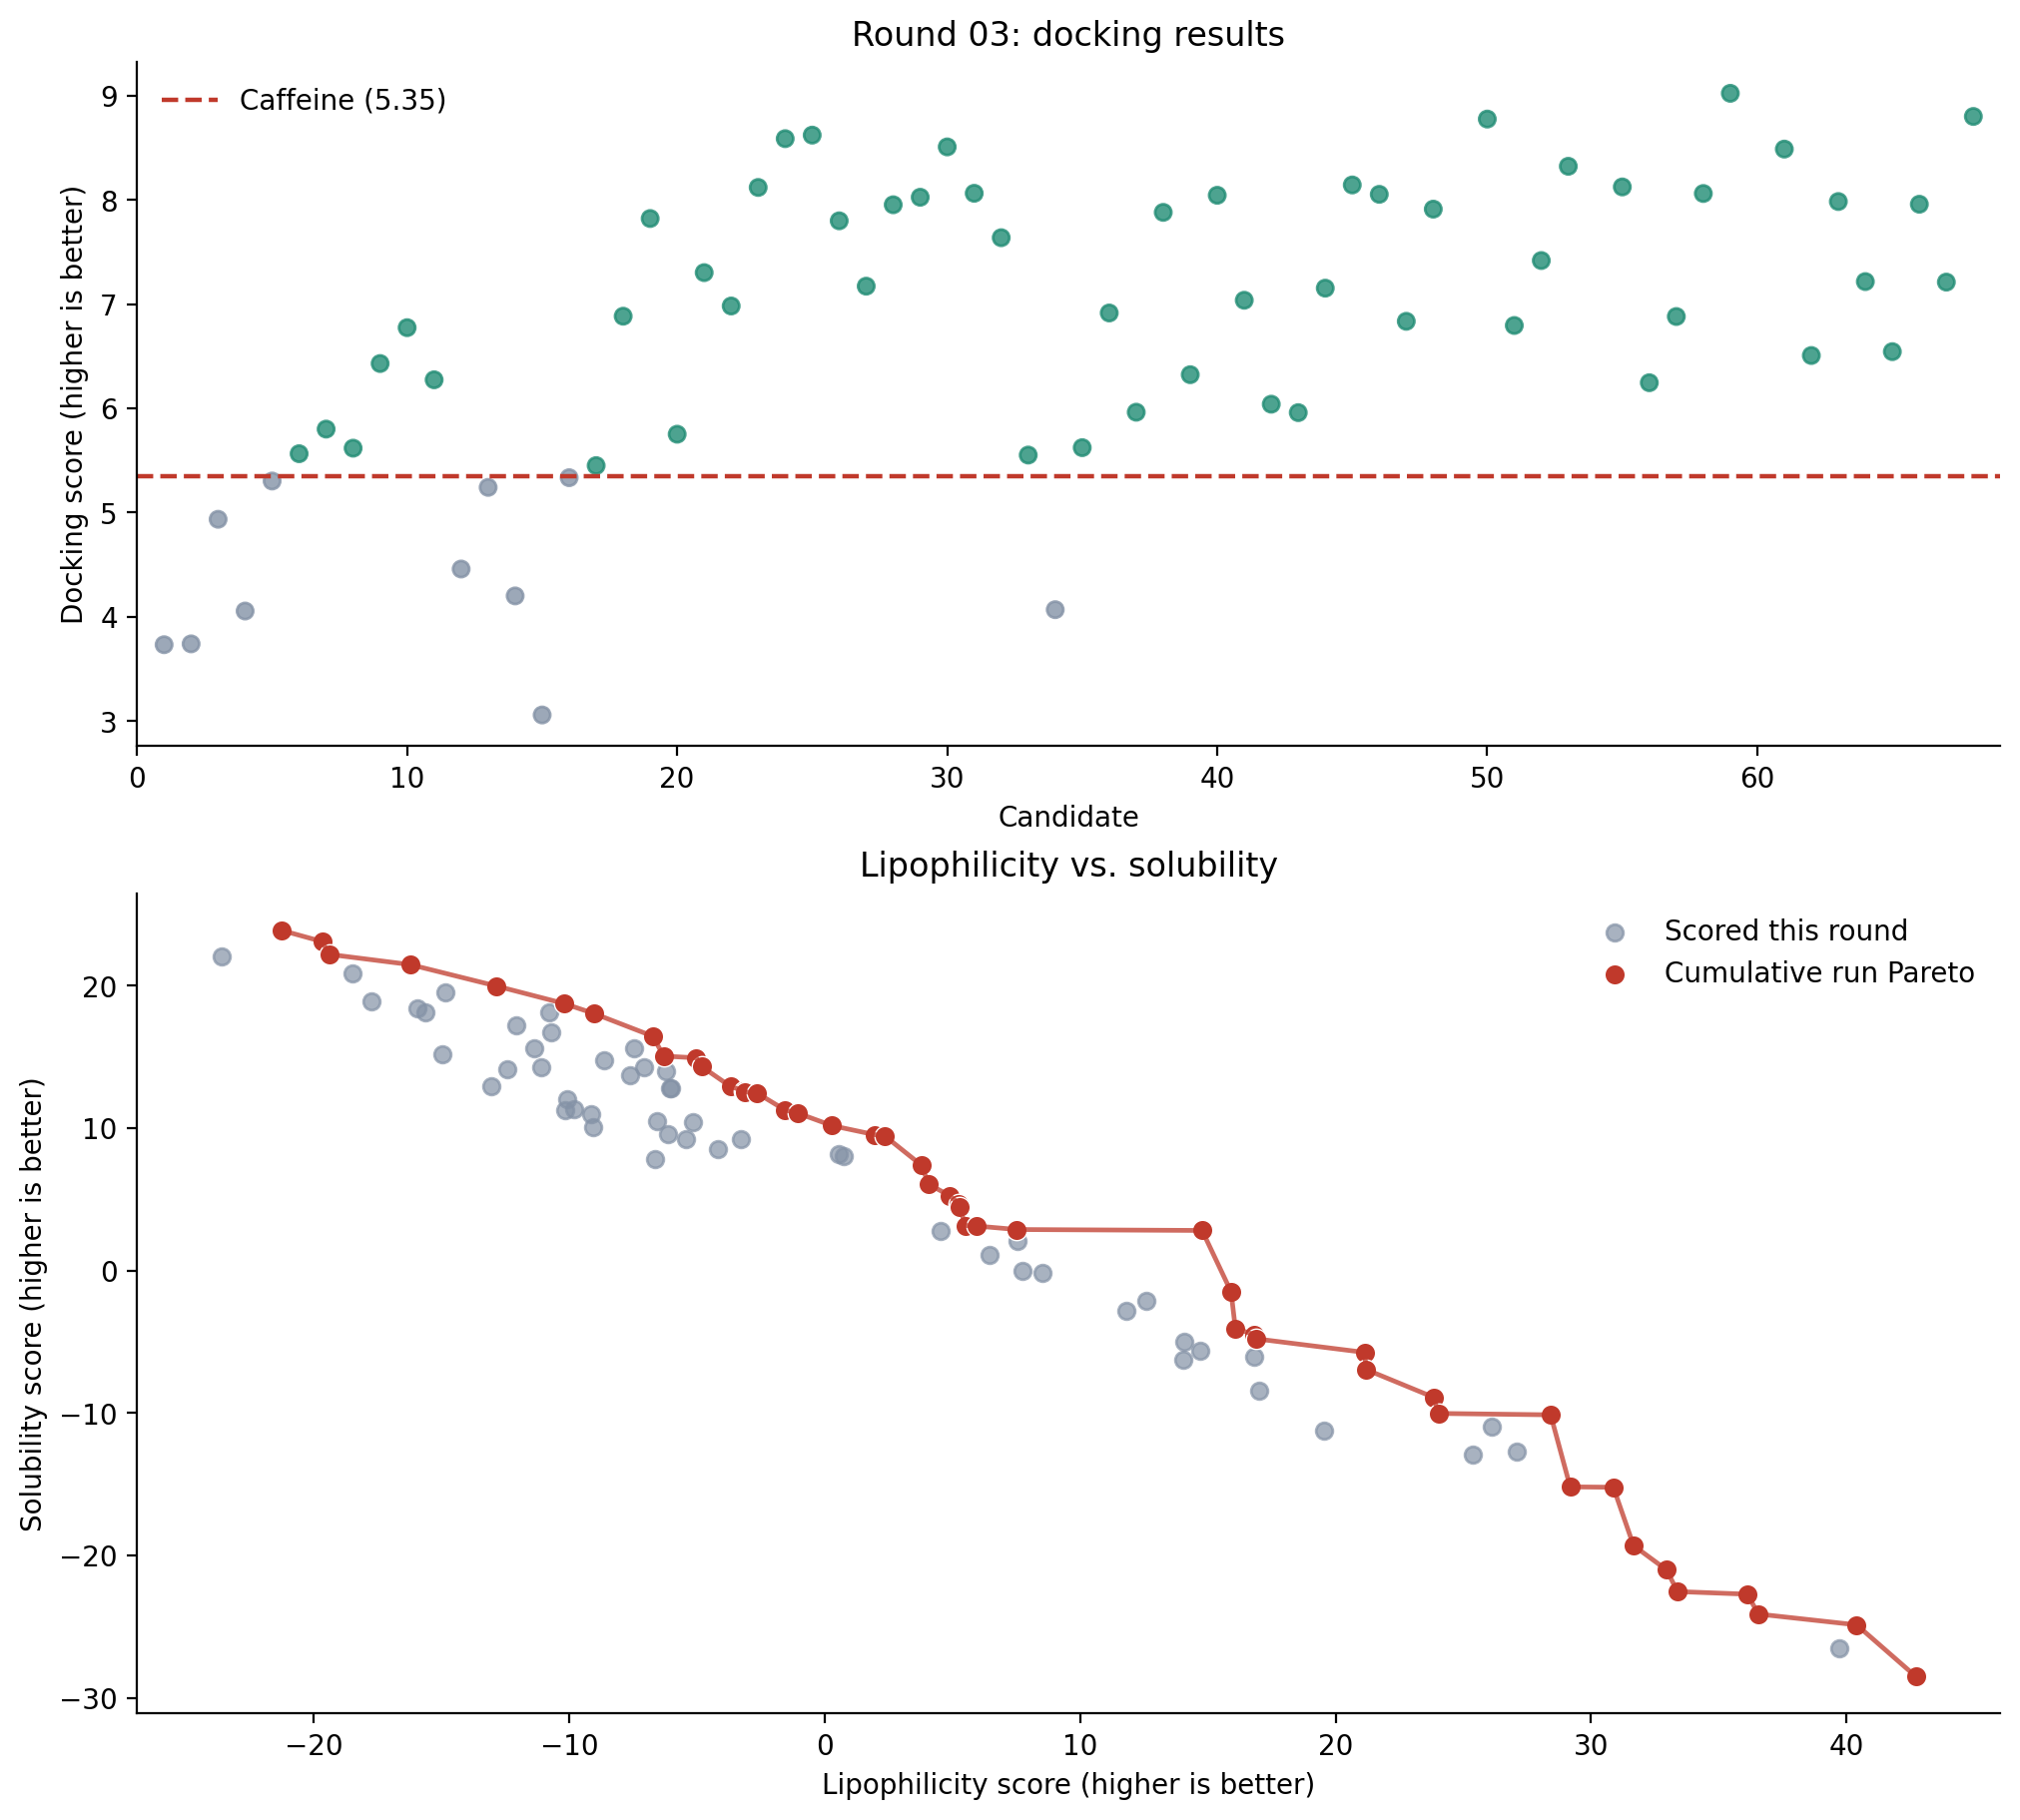 Round 03: docking results
Caffeine (5.35)
Docking score (higher is better)
9
8
7
6
5
4
3
0 10 20 30 40 50 60
Candidate
Lipophilicity vs. solubility
Scored this round
Cumulative run Pareto
Solubility score (higher is better)
20
10
0
−10
−20
−30
−20 −10 0 10 20 30 40
Lipophilicity score (higher is better)